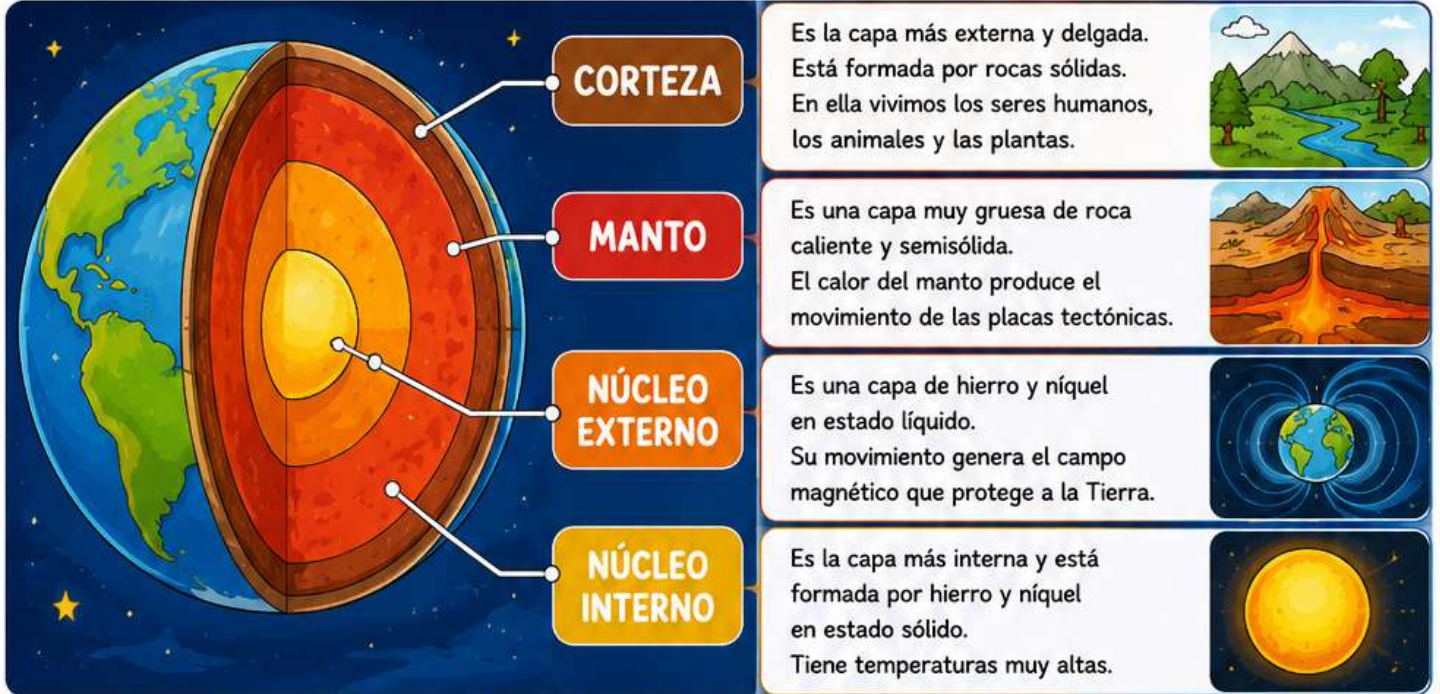 CORTEZA
Es la capa más externa y delgada.
Está formada por rocas sólidas.
En ella vivimos los seres humanos,
los animales y las plantas.
MANTO
Es una capa muy gruesa de roca
caliente y semisólida.
El calor del manto produce el
movimiento de las placas tectónicas.
NÚCLEO
EXTERNO
Es una capa de hierro y níquel
en estado líquido.
Su movimiento genera el campo
magnético que protege a la Tierra.
NÚCLEO
INTERNO
Es la capa más interna y está
formada por hierro y níquel
en estado sólido.
Tiene temperaturas muy altas.